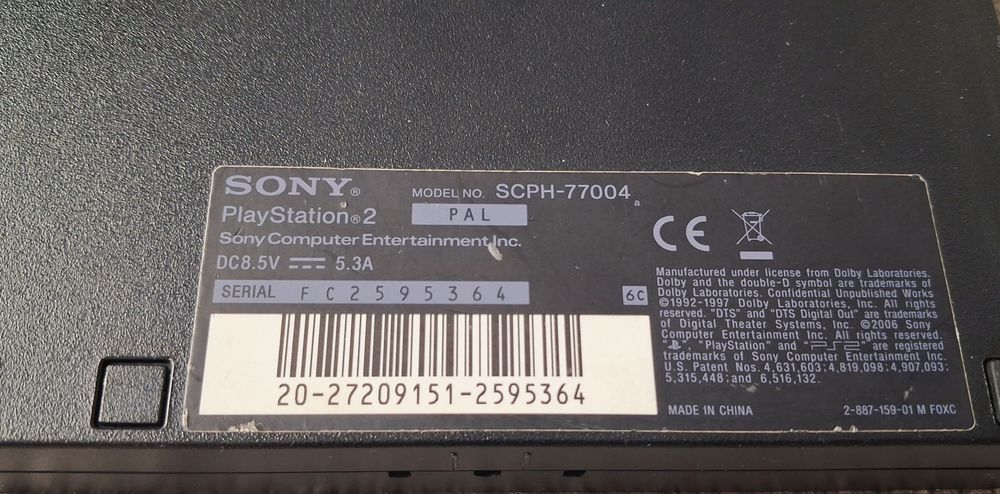 SONY®
MODEL NO. SCPH-77004 a
PlayStation®2
PAL
Sony Computer Entertainment Inc.
DC8.5V 5.3A
SERIAL FC2595364
6C
20-27209151-2595364
CE
Manufactured under license from Dolby Laboratories.
Dolby and the double-D symbol are trademarks of
Dolby Laboratories. Confidential Unpublished Works
©1992-1997 Dolby Laboratories, Inc. All rights
reserved. "DTS" and "DTS Digital Out" are trademarks
of Digital Theater Systems, Inc. ©2006 Sony
Computer Entertainment Inc. All rights reserved.
" ", "PlayStation" and "PS2" are registered
trademarks of Sony Computer Entertainment Inc.
U.S. Patent Nos. 4,631,603; 4,819,098; 4,907,093;
5,315,448; and 6,516,132.
MADE IN CHINA
2-887-159-01 M FOXC